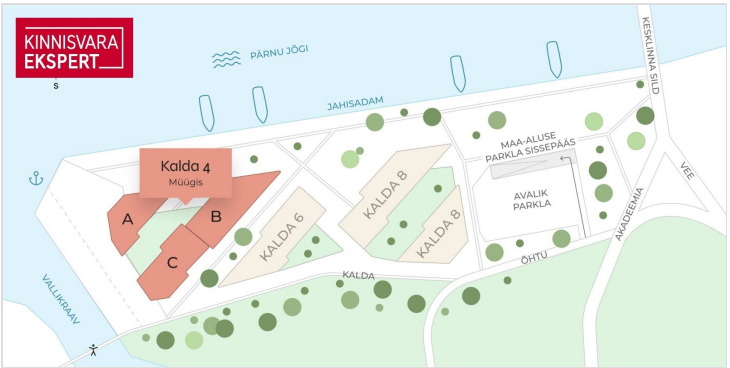 KINNISVARA
EKSPERT
S
PÄRNU JÕGI
JAHISADAM
KESKLINNA SILD
MAA-ALUSE
PARKLA SISSEPÄÄS
Kalda 4
Müügis
VEE
KALDA 8
AVALIK
PARKLA
A
B
KALDA 6
KALDA 8
AKADEEMIA
C
ÕHTU
KALDA
VALLIKRAAV